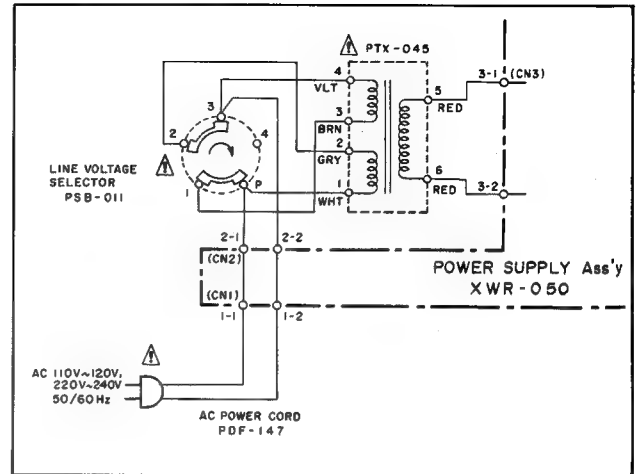 PTX-045
4
VLT
3-1 (CN3)
3
5
RED
2
4
3
BRN
2
GRY
LINE VOLTAGE
SELECTOR
PSB-011
1
P
1
WHT
6
RED
3-2
2-1
2-2
(CN2)
POWER SUPPLY Ass'y
XWR-050
(CN1)
1-1
1-2
AC 110V~120V,
220V~240V
50/60Hz
AC POWER CORD
PDF-147